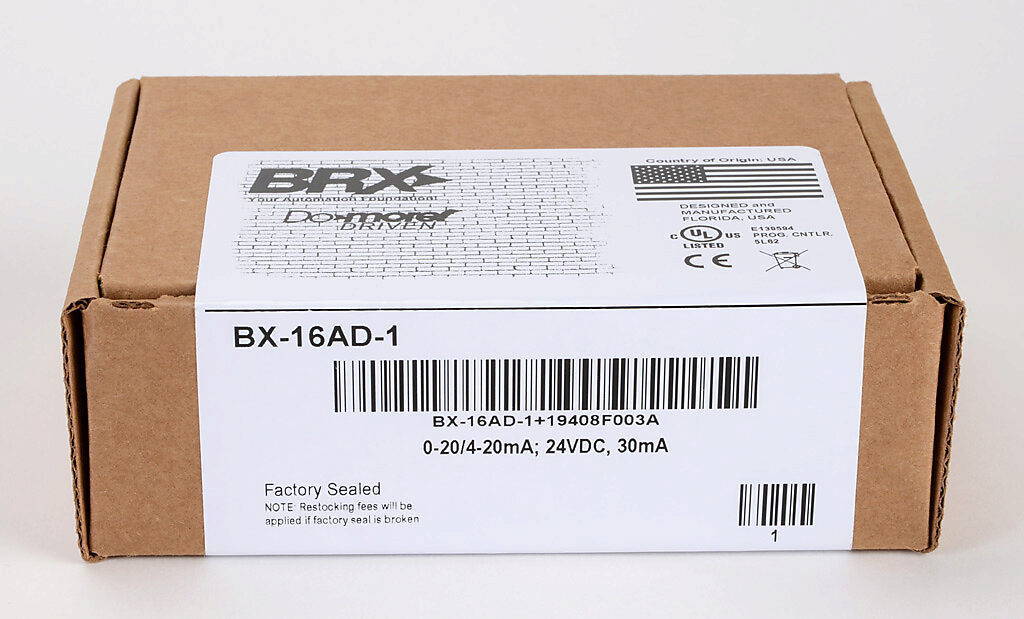 BRX
Your Automation Foundation!
Do-more!
DRIVEN
Country of Origin: USA
DESIGNED and
MANUFACTURED
FLORIDA, USA
C UL US
LISTED
E139594
PROG. CNTLR.
5L62
CE
BX-16AD-1
BX-16AD-1+19408F003A
0-20/4-20mA; 24VDC, 30mA
Factory Sealed
NOTE: Restocking fees will be
applied if factory seal is broken
1